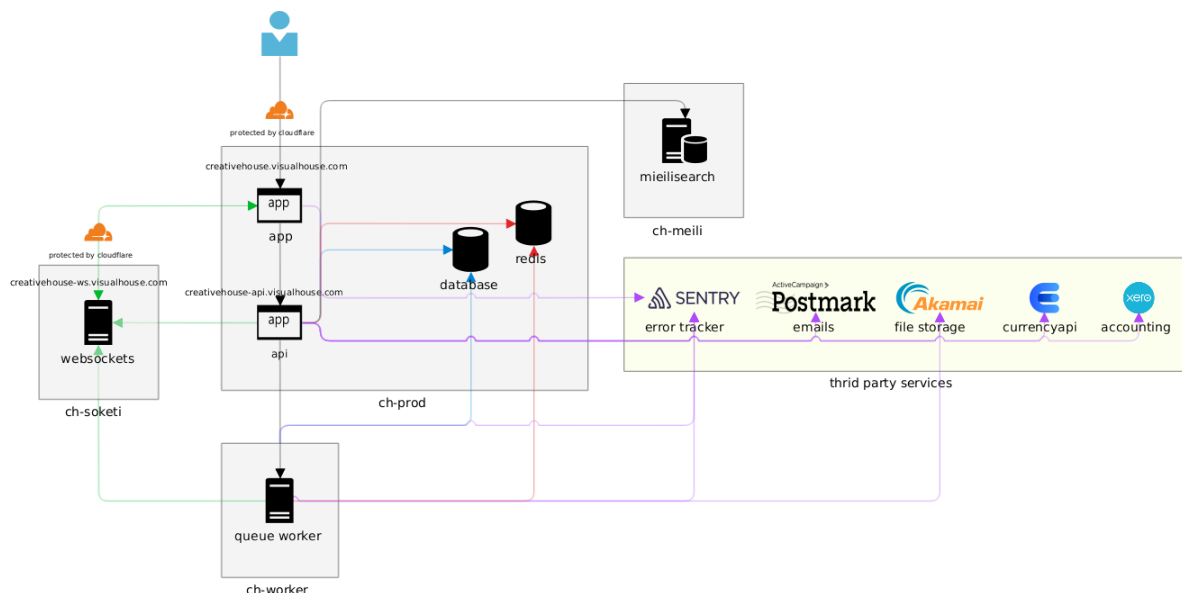 protected by cloudflare
creativehouse.visualhouse.com
app
app
mieilisearch
ch-meili
redis
database
protected by cloudflare
creativehouse-ws.visualhouse.com
websockets
ch-soketi
creativehouse-api.visualhouse.com
app
api
ch-prod
SENTRY
error tracker
ActiveCampaign >
Postmark
emails
Akamai
file storage
currencyapi
xero
accounting
thrid party services
queue worker
ch-worker